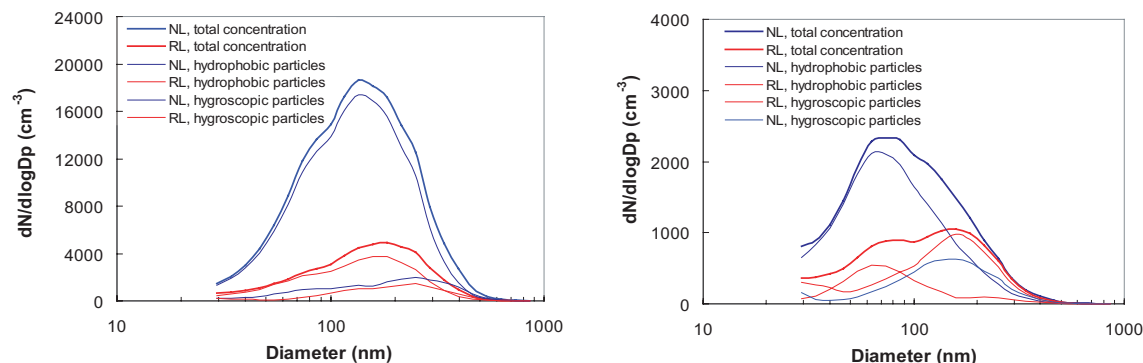 24000
20000
16000
12000
8000
4000
0
dN/dlogDp (cm⁻³)
NL, total concentration
RL, total concentration
NL, hydrophobic particles
RL, hydrophobic particles
NL, hygroscopic particles
RL, hygroscopic particles
10
100
1000
Diameter (nm)
4000
3000
2000
1000
0
dN/dlogDp (cm⁻³)
NL, total concentration
RL, total concentration
NL, hydrophobic particles
RL, hydrophobic particles
RL, hygroscopic particles
NL, hygroscopic particles
10
100
1000
Diameter (nm)